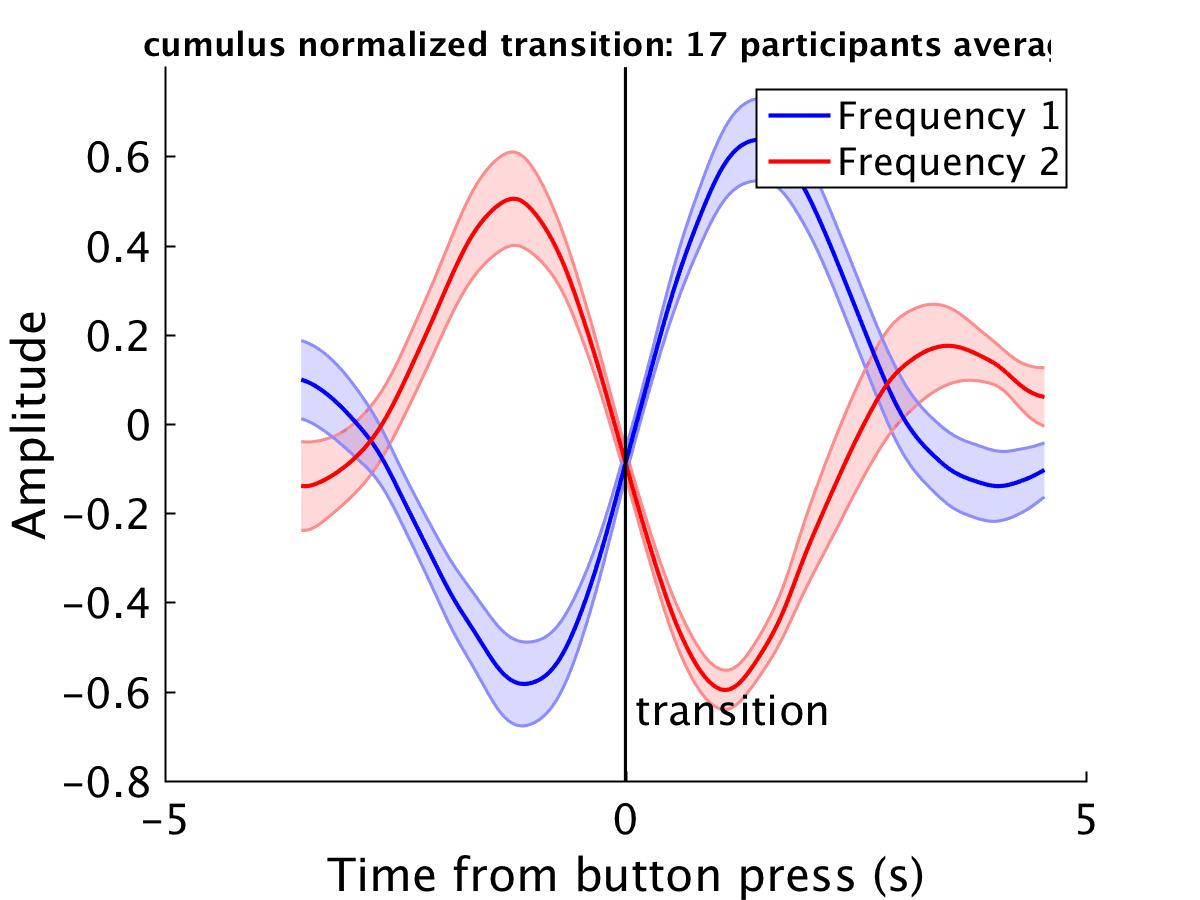 cumulus normalized transition: 17 participants
Frequency 1
Frequency 2
0.6
0.4
0.2
0
−0.2
−0.4
−0.6
−0.8
Amplitude
transition
−5
0
5
Time from button press (s)